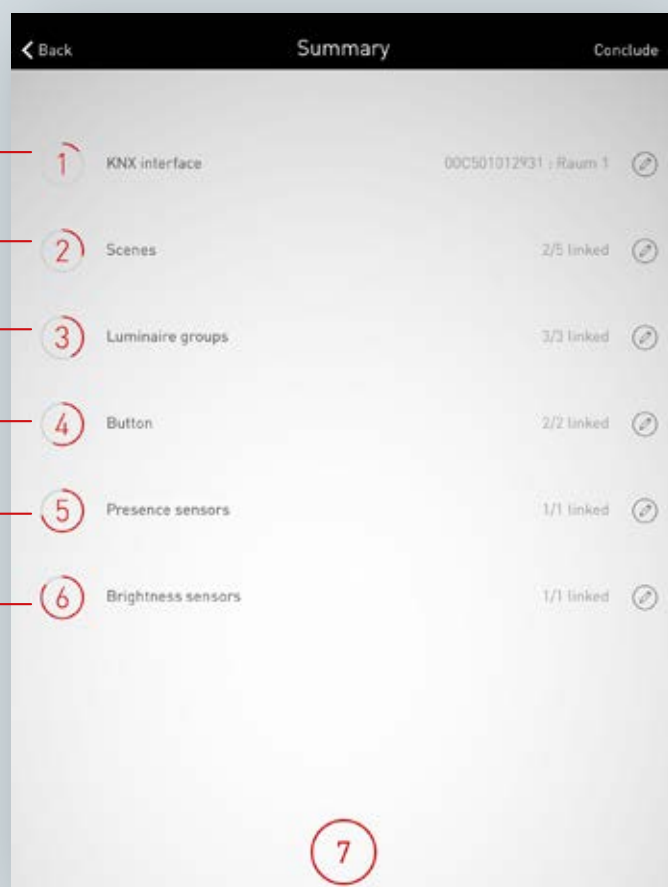 Back Summary Conclude
1 KNX interface 00C501012931 ; Raum 1
2 Scenes 2/5 linked
3 Luminaire groups 3/3 linked
4 Button 2/2 linked
5 Presence sensors 1/1 linked
6 Brightness sensors 1/1 linked
7